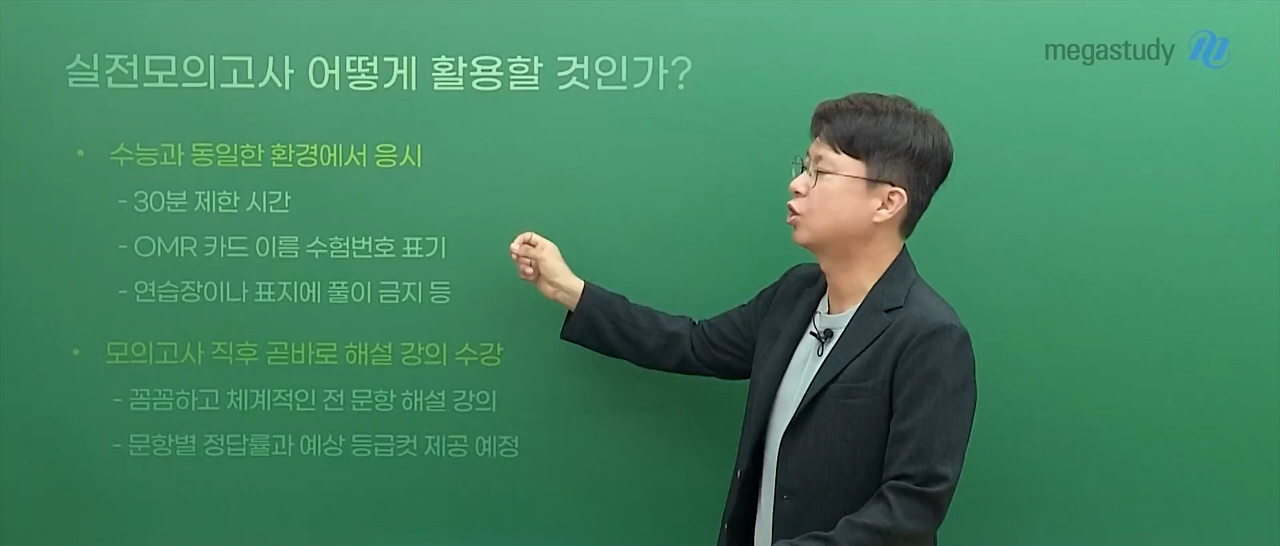 megastudy
실전모의고사 어떻게 활용할 것인가?
• 수능과 동일한 환경에서 응시
- 30분 제한 시간
- OMR 카드 이름 수험번호 표기
- 연습장이나 표지에 풀이 금지 등
• 모의고사 직후 곧바로 해설 강의 수강
- 꼼꼼하고 체계적인 전 문항 해설 강의
- 문항별 정답률과 예상 등급컷 제공 예정